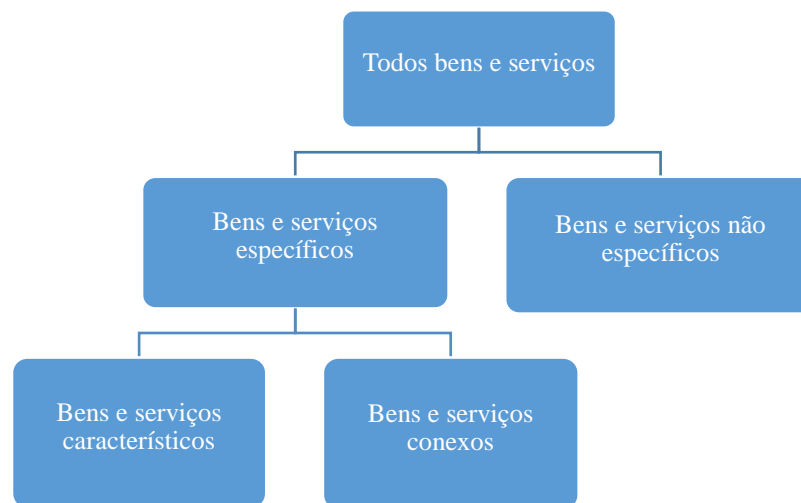 Todos bens e serviços
Bens e serviços
específicos
Bens e serviços não
específicos
Bens e serviços
característicos
Bens e serviços
conexos